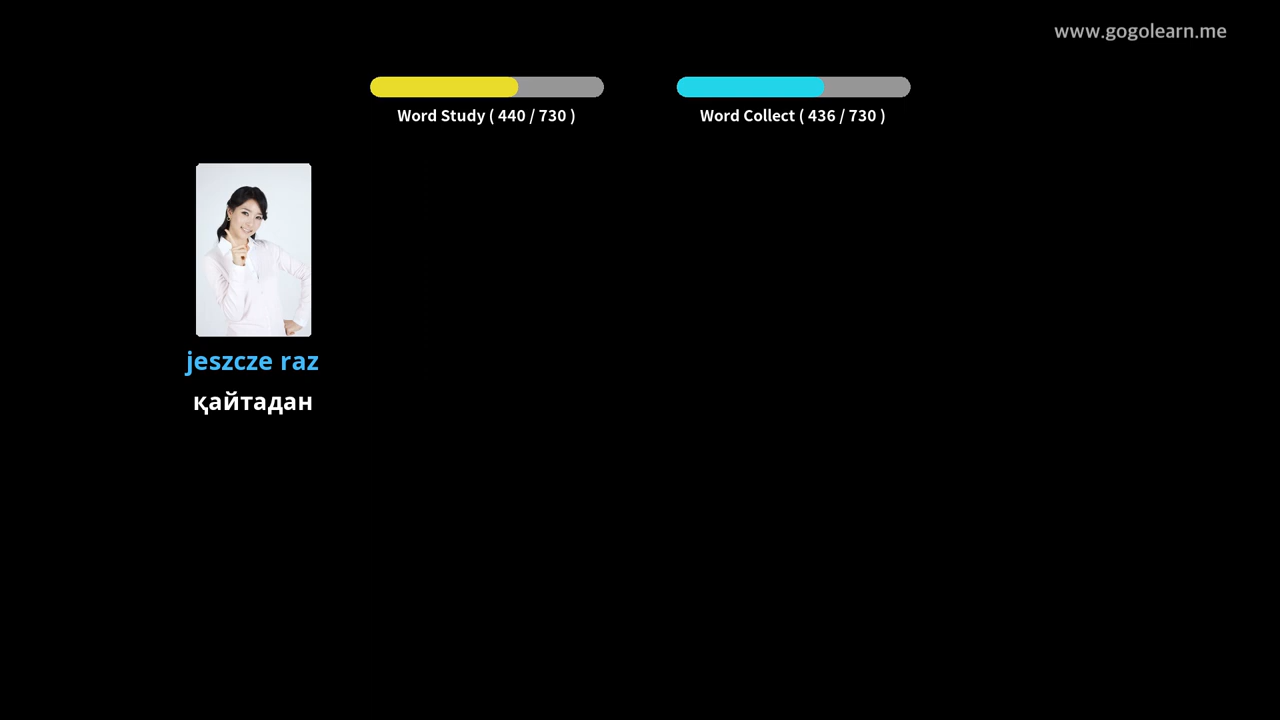 www.gogolearn.me
Word Study ( 440 / 730 )
Word Collect ( 436 / 730 )
jeszcze raz
қайтадан